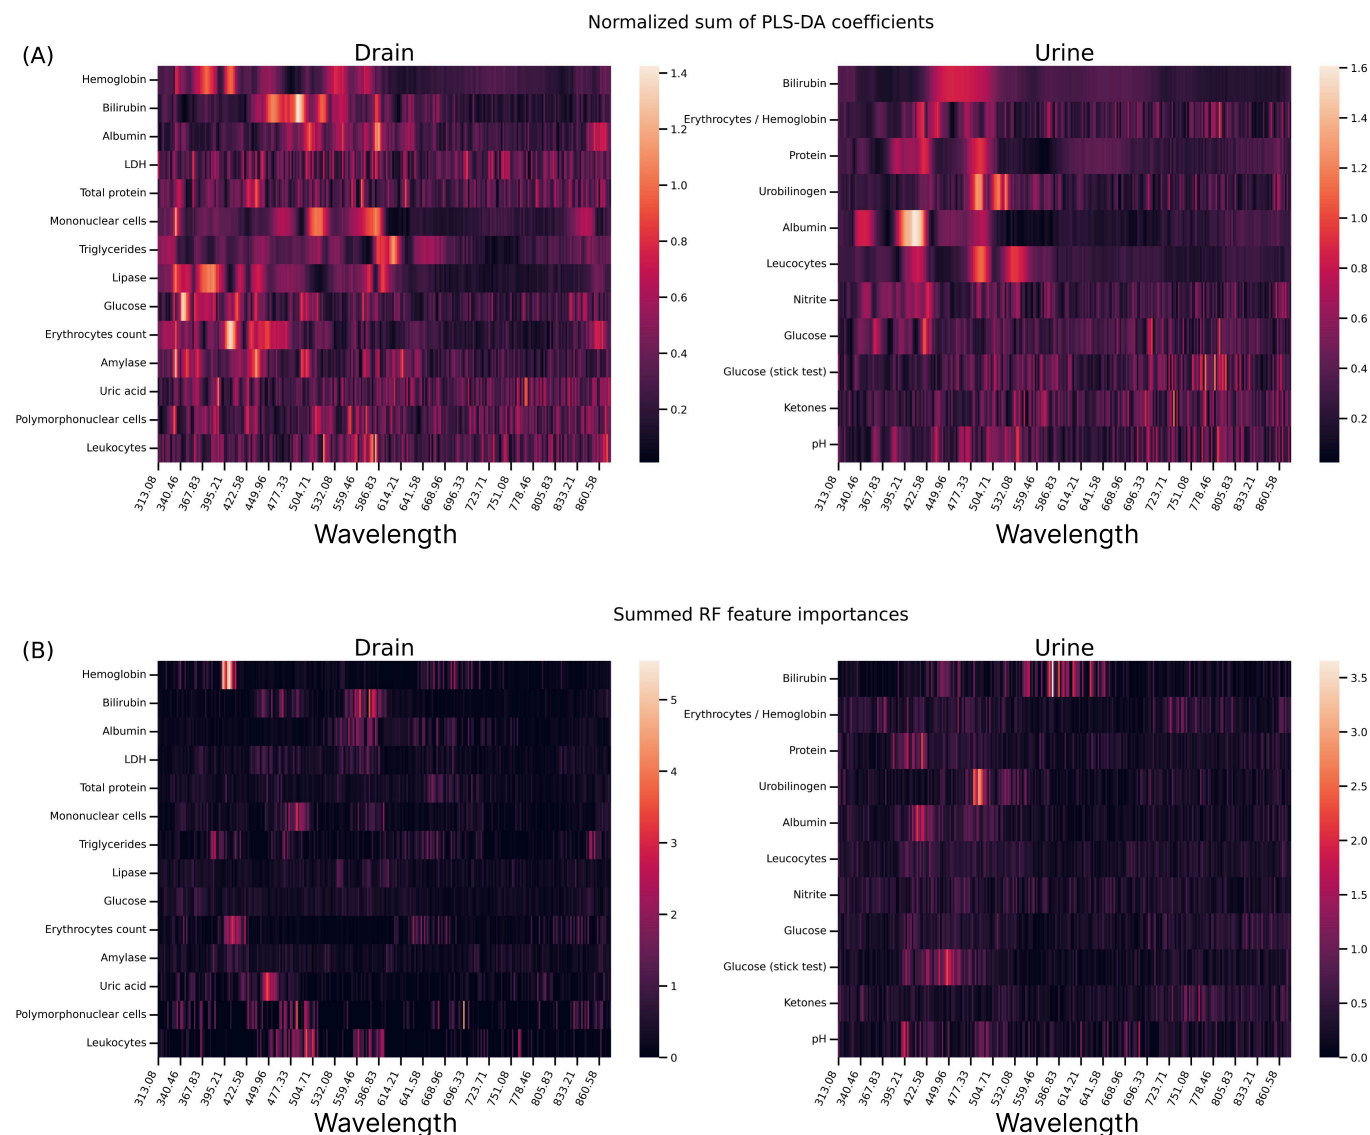 Normalized sum of PLS-DA coefficients
(A)
Drain
Hemoglobin
Bilirubin
Albumin
LDH
Total protein
Mononuclear cells
Triglycerides
Lipase
Glucose
Erythrocytes count
Amylase
Uric acid
Polymorphonuclear cells
Leukocytes
313.08 340.46 367.83 395.21 422.58 449.96 477.33 504.71 532.08 559.46 586.83 614.21 641.58 668.96 696.33 723.71 751.08 778.46 805.83 833.21 860.58
Wavelength
1.4
1.2
1.0
0.8
0.6
0.4
0.2
Urine
Bilirubin
Erythrocytes / Hemoglobin
Protein
Urobilinogen
Albumin
Leucocytes
Nitrite
Glucose
Glucose (stick test)
Ketones
pH
313.08 340.46 367.83 395.21 422.58 449.96 477.33 504.71 532.08 559.46 586.83 614.21 641.58 668.96 696.33 723.71 751.08 778.46 805.83 833.21 860.58
Wavelength
1.6
1.4
1.2
1.0
0.8
0.6
0.4
0.2
Summed RF feature importances
(B)
Drain
Hemoglobin
Bilirubin
Albumin
LDH
Total protein
Mononuclear cells
Triglycerides
Lipase
Glucose
Erythrocytes count
Amylase
Uric acid
Polymorphonuclear cells
Leukocytes
313.08 340.46 367.83 395.21 422.58 449.96 477.33 504.71 532.08 559.46 586.83 614.21 641.58 668.96 696.33 723.71 751.08 778.46 805.83 833.21 860.58
Wavelength
5
4
3
2
1
0
Urine
Bilirubin
Erythrocytes / Hemoglobin
Protein
Urobilinogen
Albumin
Leucocytes
Nitrite
Glucose
Glucose (stick test)
Ketones
pH
313.08 340.46 367.83 395.21 422.58 449.96 477.33 504.71 532.08 559.46 586.83 614.21 641.58 668.96 696.33 723.71 751.08 778.46 805.83 833.21 860.58
Wavelength
3.5
3.0
2.5
2.0
1.5
1.0
0.5
0.0